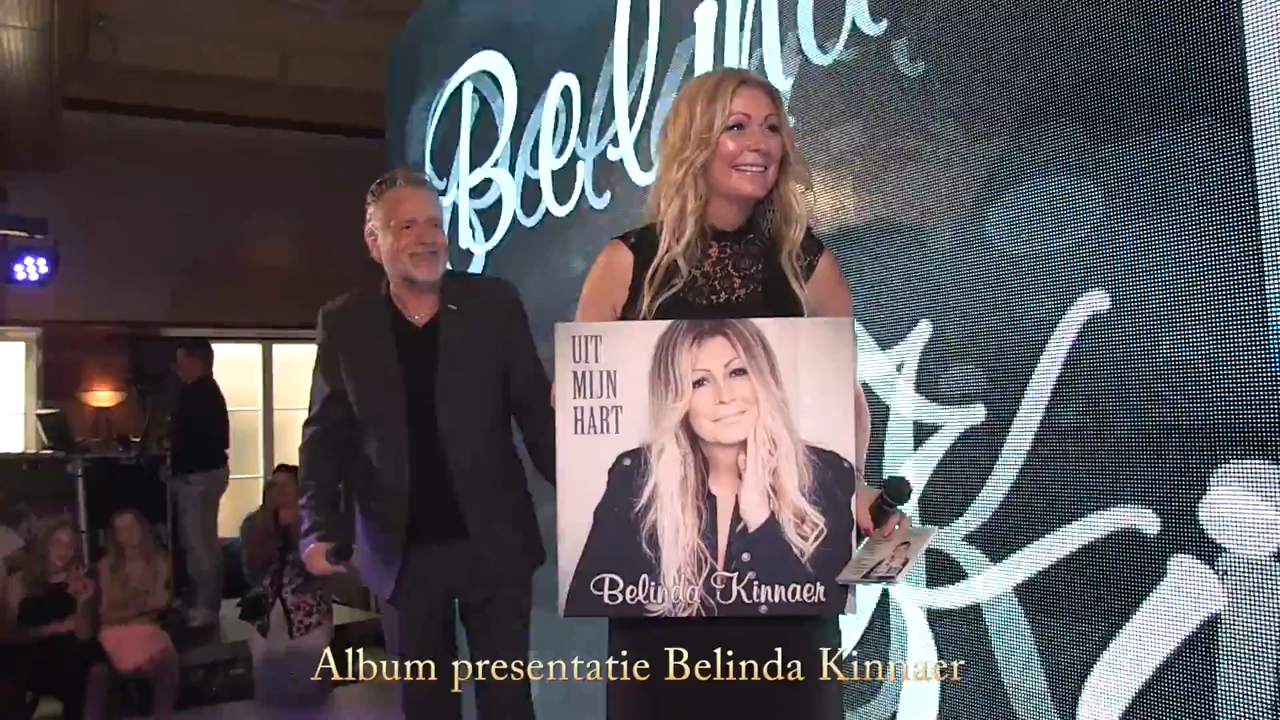 Belinda
UIT
MIJN
HART
Belinda Kinnaer
Album presentatie Belinda Kinnaer